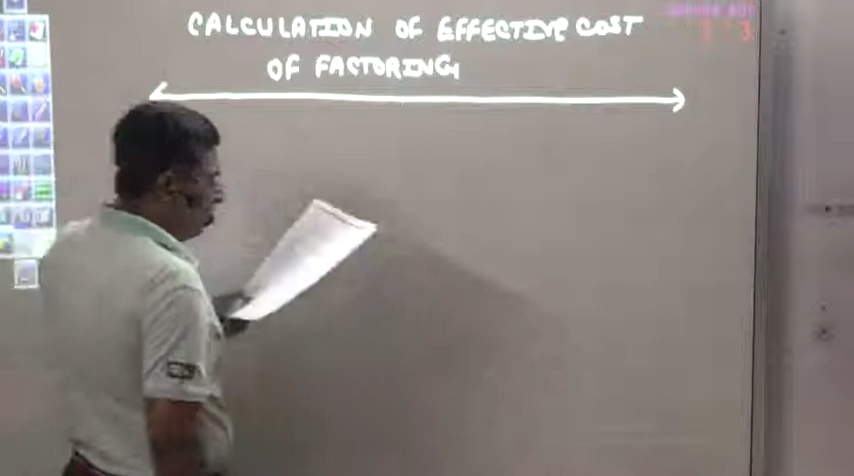 CALCULATION OF EFFECTIVE COST
OF FACTORING